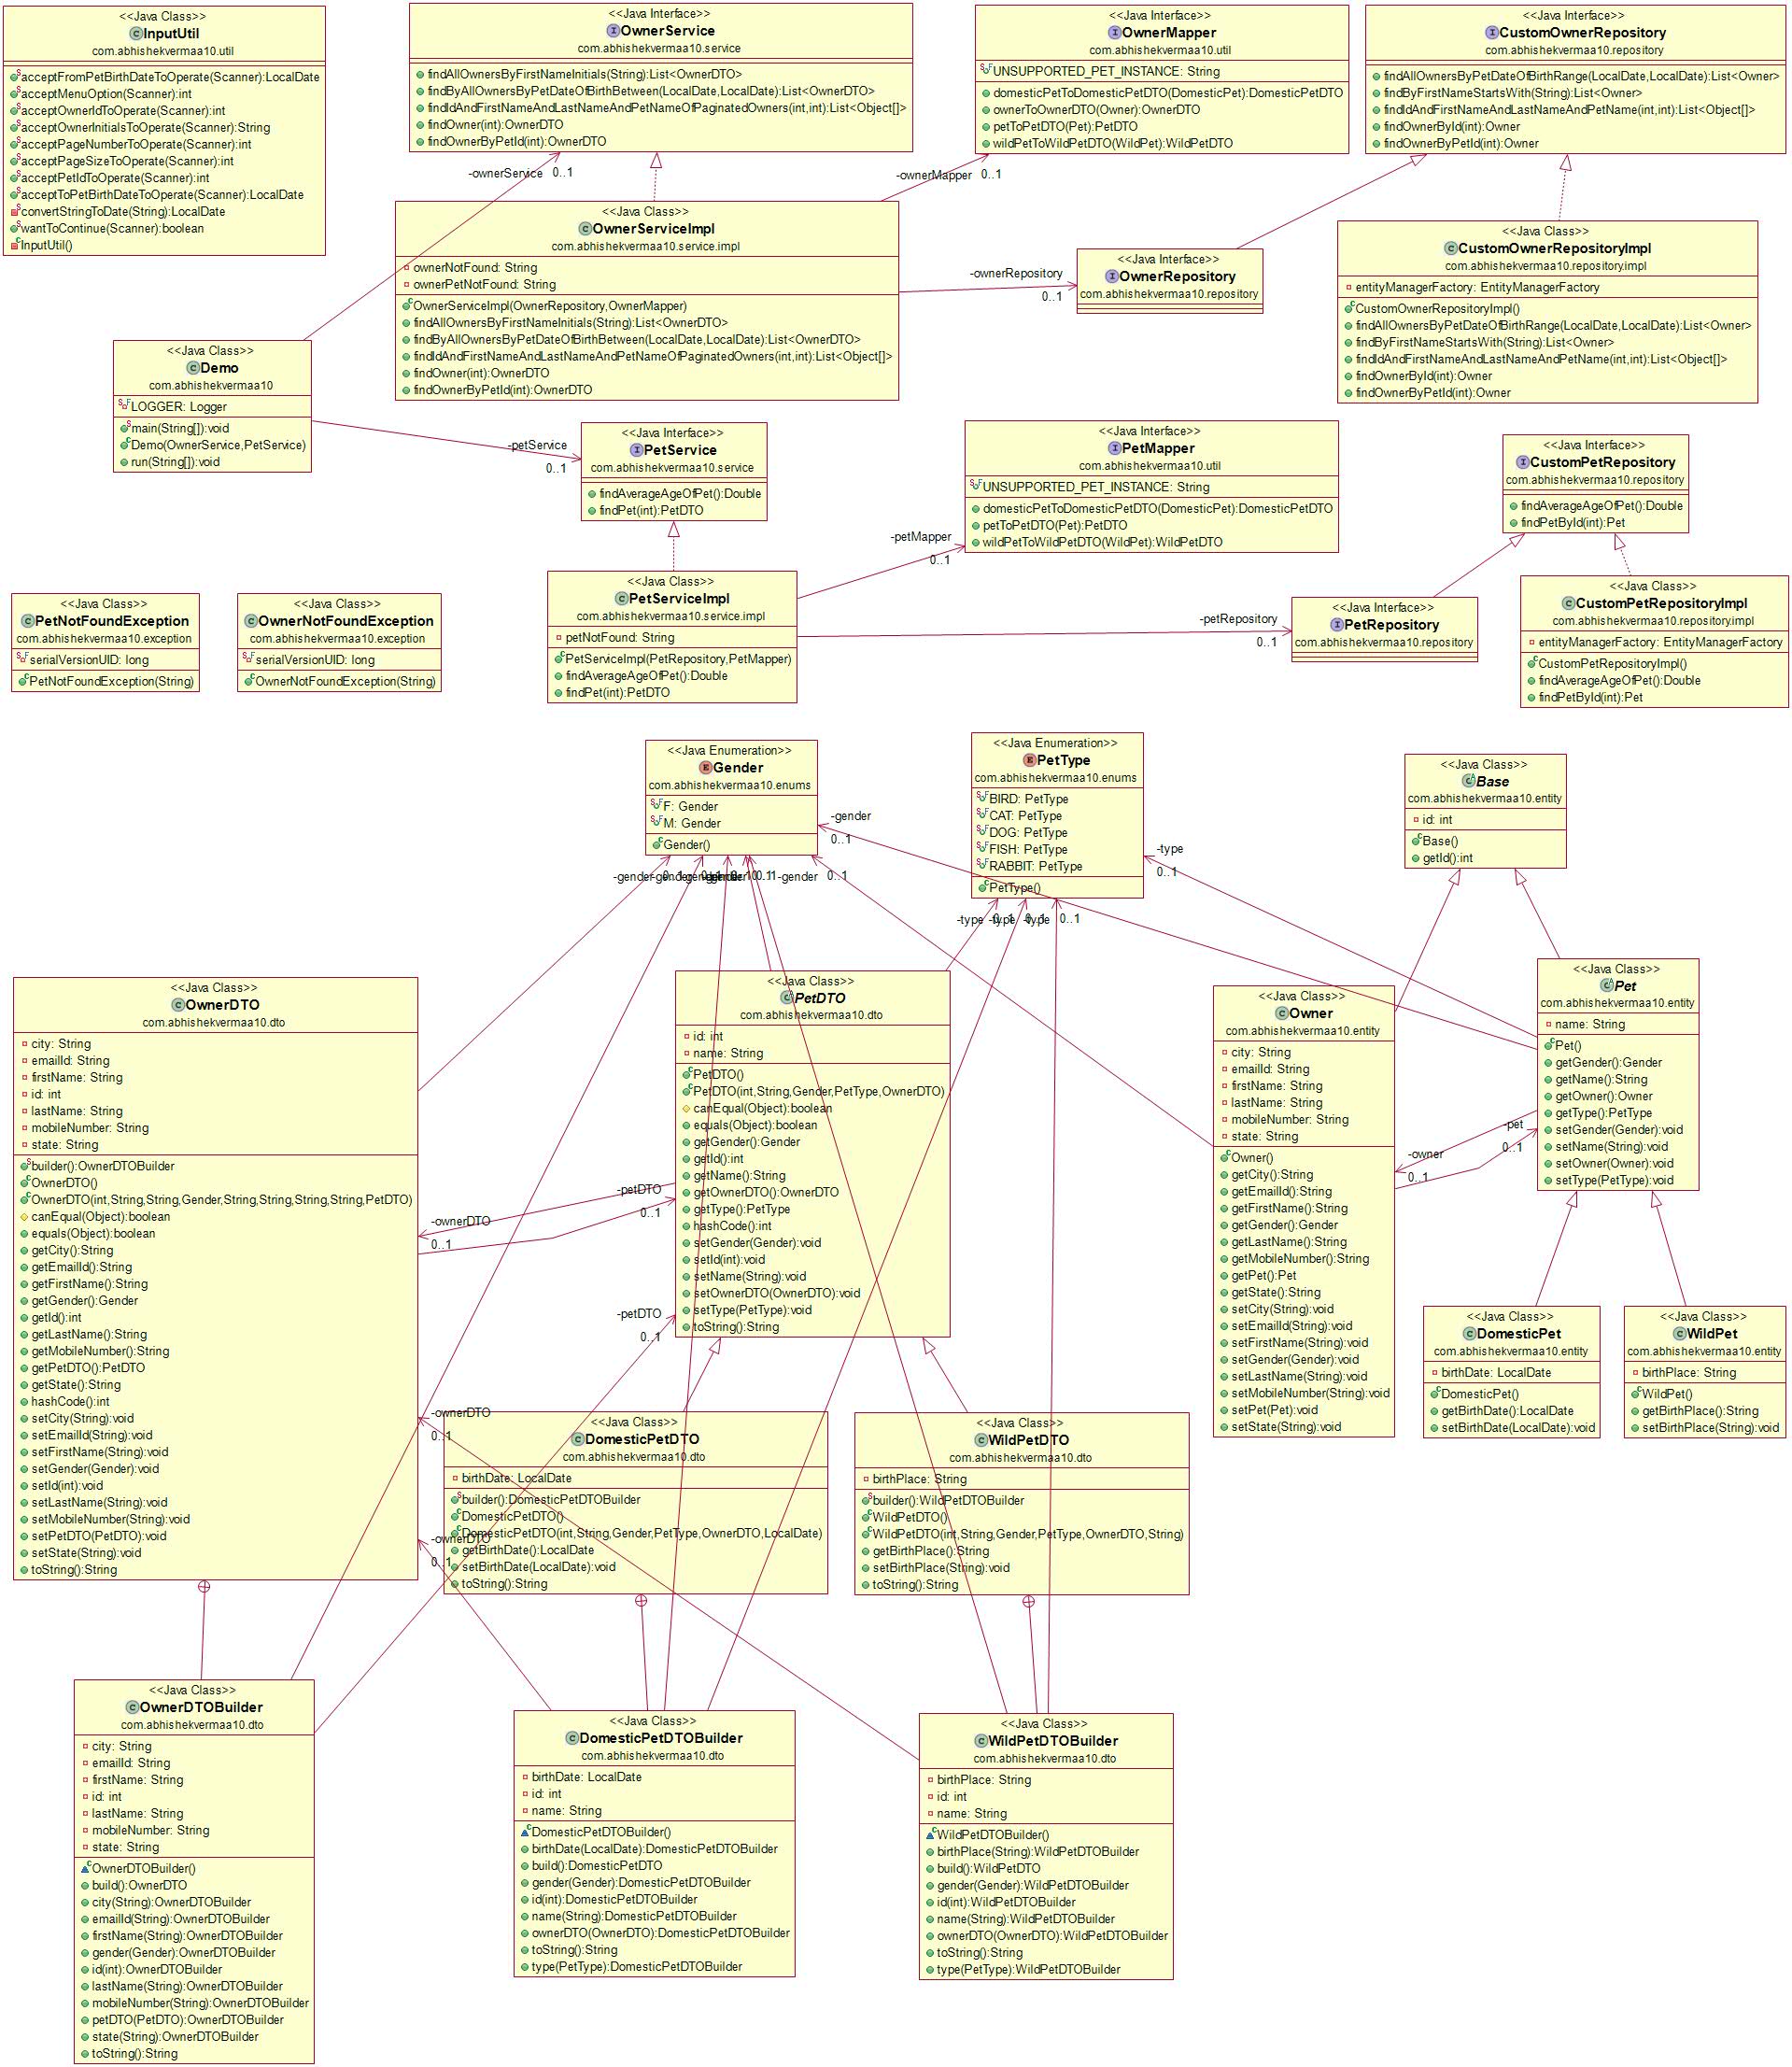 <<Java Class>>
InputUtil
com.abhishekvermaa10.util
acceptFromPetBirthDateToOperate(Scanner):LocalDate
acceptMenuOption(Scanner):int
acceptOwnerIdToOperate(Scanner):int
acceptOwnerInitialsToOperate(Scanner):String
acceptPageNumberToOperate(Scanner):int
acceptPageSizeToOperate(Scanner):int
acceptPetIdToOperate(Scanner):int
acceptToPetBirthDateToOperate(Scanner):LocalDate
convertStringToDate(String):LocalDate
wantToContinue(Scanner):boolean
InputUtil()
<<Java Interface>>
OwnerService
com.abhishekvermaa10.service
findAllOwnersByFirstNameInitials(String):List<OwnerDTO>
findByAllOwnersByPetDateOfBirthBetween(LocalDate,LocalDate):List<OwnerDTO>
findIdAndFirstNameAndLastNameAndPetNameOfPaginatedOwners(int,int):List<Object[]>
findOwner(int):OwnerDTO
findOwnerByPetId(int):OwnerDTO
<<Java Interface>>
OwnerMapper
com.abhishekvermaa10.util
UNSUPPORTED_PET_INSTANCE: String
domesticPetToDomesticPetDTO(DomesticPet):DomesticPetDTO
ownerToOwnerDTO(Owner):OwnerDTO
petToPetDTO(Pet):PetDTO
wildPetToWildPetDTO(WildPet):WildPetDTO
<<Java Interface>>
CustomOwnerRepository
com.abhishekvermaa10.repository
findAllOwnersByPetDateOfBirthRange(LocalDate,LocalDate):List<Owner>
findByFirstNameStartsWith(String):List<Owner>
findIdAndFirstNameAndLastNameAndPetName(int,int):List<Object[]>
findOwnerById(int):Owner
findOwnerByPetId(int):Owner
-ownerService
0..1
-ownerMapper
0..1
<<Java Class>>
OwnerServiceImpl
com.abhishekvermaa10.service.impl
ownerNotFound: String
ownerPetNotFound: String
OwnerServiceImpl(OwnerRepository,OwnerMapper)
findAllOwnersByFirstNameInitials(String):List<OwnerDTO>
findByAllOwnersByPetDateOfBirthBetween(LocalDate,LocalDate):List<OwnerDTO>
findIdAndFirstNameAndLastNameAndPetNameOfPaginatedOwners(int,int):List<Object[]>
findOwner(int):OwnerDTO
findOwnerByPetId(int):OwnerDTO
-ownerRepository
0..1
<<Java Interface>>
OwnerRepository
com.abhishekvermaa10.repository
<<Java Class>>
CustomOwnerRepositoryImpl
com.abhishekvermaa10.repository.impl
entityManagerFactory: EntityManagerFactory
CustomOwnerRepositoryImpl()
findAllOwnersByPetDateOfBirthRange(LocalDate,LocalDate):List<Owner>
findByFirstNameStartsWith(String):List<Owner>
findIdAndFirstNameAndLastNameAndPetName(int,int):List<Object[]>
findOwnerById(int):Owner
findOwnerByPetId(int):Owner
<<Java Class>>
Demo
com.abhishekvermaa10
LOGGER: Logger
main(String[]):void
Demo(OwnerService,PetService)
run(String[]):void
-petService
0..1
<<Java Interface>>
PetService
com.abhishekvermaa10.service
findAverageAgeOfPet():Double
findPet(int):PetDTO
<<Java Interface>>
PetMapper
com.abhishekvermaa10.util
UNSUPPORTED_PET_INSTANCE: String
domesticPetToDomesticPetDTO(DomesticPet):DomesticPetDTO
petToPetDTO(Pet):PetDTO
wildPetToWildPetDTO(WildPet):WildPetDTO
<<Java Interface>>
CustomPetRepository
com.abhishekvermaa10.repository
findAverageAgeOfPet():Double
findPetById(int):Pet
-petMapper
0..1
<<Java Class>>
PetNotFoundException
com.abhishekvermaa10.exception
serialVersionUID: long
PetNotFoundException(String)
<<Java Class>>
OwnerNotFoundException
com.abhishekvermaa10.exception
serialVersionUID: long
OwnerNotFoundException(String)
<<Java Class>>
PetServiceImpl
com.abhishekvermaa10.service.impl
petNotFound: String
PetServiceImpl(PetRepository,PetMapper)
findAverageAgeOfPet():Double
findPet(int):PetDTO
-petRepository
0..1
<<Java Interface>>
PetRepository
com.abhishekvermaa10.repository
<<Java Class>>
CustomPetRepositoryImpl
com.abhishekvermaa10.repository.impl
entityManagerFactory: EntityManagerFactory
CustomPetRepositoryImpl()
findAverageAgeOfPet():Double
findPetById(int):Pet
<<Java Enumeration>>
Gender
com.abhishekvermaa10.enums
F: Gender
M: Gender
Gender()
<<Java Enumeration>>
PetType
com.abhishekvermaa10.enums
BIRD: PetType
CAT: PetType
DOG: PetType
FISH: PetType
RABBIT: PetType
PetType()
<<Java Class>>
Base
com.abhishekvermaa10.entity
id: int
Base()
getId():int
-gender
0..1
-type
0..1
-gender
-gender
0..1
-type
-type
-type
0..1
<<Java Class>>
OwnerDTO
com.abhishekvermaa10.dto
city: String
emailId: String
firstName: String
id: int
lastName: String
mobileNumber: String
state: String
builder():OwnerDTOBuilder
OwnerDTO()
OwnerDTO(int,String,String,Gender,String,String,String,String,PetDTO)
canEqual(Object):boolean
equals(Object):boolean
getCity():String
getEmailId():String
getFirstName():String
getGender():Gender
getId():int
getLastName():String
getMobileNumber():String
getPetDTO():PetDTO
getState():String
hashCode():int
setCity(String):void
setEmailId(String):void
setFirstName(String):void
setGender(Gender):void
setId(int):void
setLastName(String):void
setMobileNumber(String):void
setPetDTO(PetDTO):void
setState(String):void
toString():String
<<Java Class>>
PetDTO
com.abhishekvermaa10.dto
id: int
name: String
PetDTO()
PetDTO(int,String,Gender,PetType,OwnerDTO)
canEqual(Object):boolean
equals(Object):boolean
getGender():Gender
getId():int
getName():String
getOwnerDTO():OwnerDTO
getType():PetType
hashCode():int
setGender(Gender):void
setId(int):void
setName(String):void
setOwnerDTO(OwnerDTO):void
setType(PetType):void
toString():String
<<Java Class>>
Owner
com.abhishekvermaa10.entity
city: String
emailId: String
firstName: String
lastName: String
mobileNumber: String
state: String
Owner()
getCity():String
getEmailId():String
getFirstName():String
getGender():Gender
getLastName():String
getMobileNumber():String
getPet():Pet
getState():String
setCity(String):void
setEmailId(String):void
setFirstName(String):void
setGender(Gender):void
setLastName(String):void
setMobileNumber(String):void
setPet(Pet):void
setState(String):void
<<Java Class>>
Pet
com.abhishekvermaa10.entity
name: String
Pet()
getGender():Gender
getName():String
getOwner():Owner
getType():PetType
setGender(Gender):void
setName(String):void
setOwner(Owner):void
setType(PetType):void
-pet
0..1
-owner
0..1
-petDTO
0..1
-ownerDTO
0..1
-petDTO
0..1
<<Java Class>>
DomesticPet
com.abhishekvermaa10.entity
birthDate: LocalDate
DomesticPet()
getBirthDate():LocalDate
setBirthDate(LocalDate):void
<<Java Class>>
WildPet
com.abhishekvermaa10.entity
birthPlace: String
WildPet()
getBirthPlace():String
setBirthPlace(String):void
-ownerDTO
0..1
-ownerDTO
0..1
<<Java Class>>
DomesticPetDTO
com.abhishekvermaa10.dto
birthDate: LocalDate
builder():DomesticPetDTOBuilder
DomesticPetDTO()
DomesticPetDTO(int,String,Gender,PetType,OwnerDTO,LocalDate)
getBirthDate():LocalDate
setBirthDate(LocalDate):void
toString():String
<<Java Class>>
WildPetDTO
com.abhishekvermaa10.dto
birthPlace: String
builder():WildPetDTOBuilder
WildPetDTO()
WildPetDTO(int,String,Gender,PetType,OwnerDTO,String)
getBirthPlace():String
setBirthPlace(String):void
toString():String
<<Java Class>>
OwnerDTOBuilder
com.abhishekvermaa10.dto
city: String
emailId: String
firstName: String
id: int
lastName: String
mobileNumber: String
state: String
OwnerDTOBuilder()
build():OwnerDTO
city(String):OwnerDTOBuilder
emailId(String):OwnerDTOBuilder
firstName(String):OwnerDTOBuilder
gender(Gender):OwnerDTOBuilder
id(int):OwnerDTOBuilder
lastName(String):OwnerDTOBuilder
mobileNumber(String):OwnerDTOBuilder
petDTO(PetDTO):OwnerDTOBuilder
state(String):OwnerDTOBuilder
toString():String
<<Java Class>>
DomesticPetDTOBuilder
com.abhishekvermaa10.dto
birthDate: LocalDate
id: int
name: String
DomesticPetDTOBuilder()
birthDate(LocalDate):DomesticPetDTOBuilder
build():DomesticPetDTO
gender(Gender):DomesticPetDTOBuilder
id(int):DomesticPetDTOBuilder
name(String):DomesticPetDTOBuilder
ownerDTO(OwnerDTO):DomesticPetDTOBuilder
toString():String
type(PetType):DomesticPetDTOBuilder
<<Java Class>>
WildPetDTOBuilder
com.abhishekvermaa10.dto
birthPlace: String
id: int
name: String
WildPetDTOBuilder()
birthPlace(String):WildPetDTOBuilder
build():WildPetDTO
gender(Gender):WildPetDTOBuilder
id(int):WildPetDTOBuilder
name(String):WildPetDTOBuilder
ownerDTO(OwnerDTO):WildPetDTOBuilder
toString():String
type(PetType):WildPetDTOBuilder